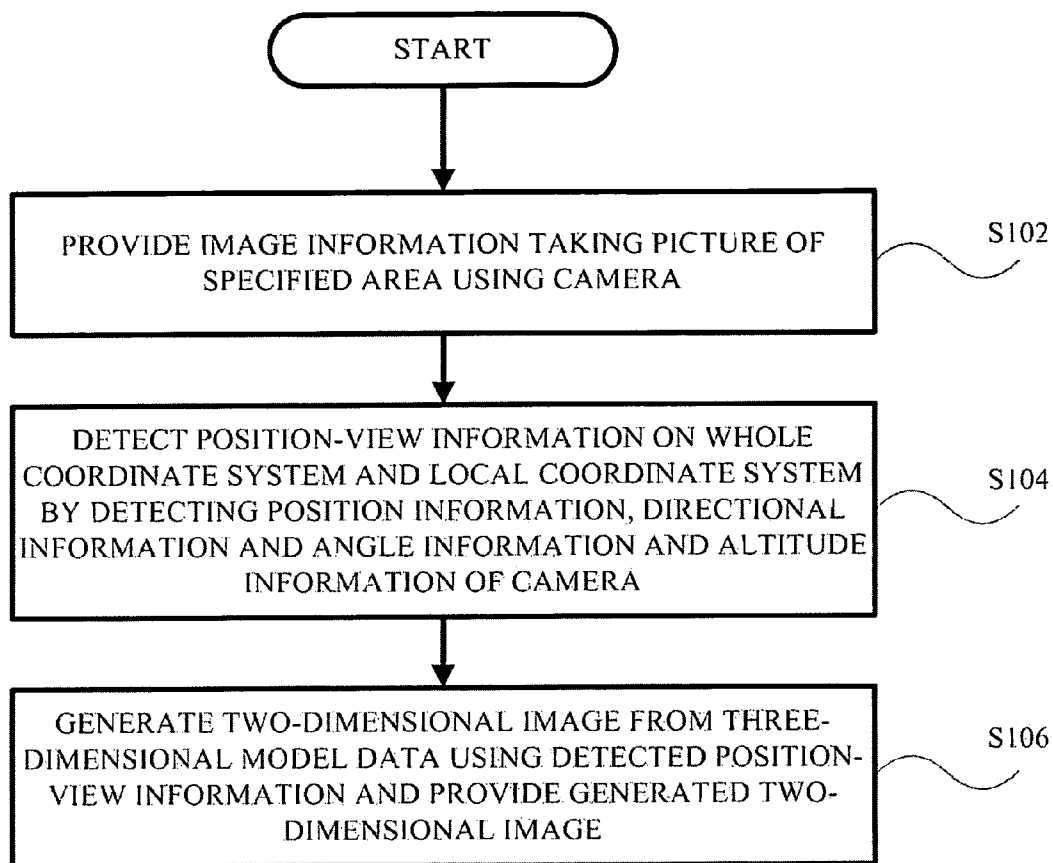 START
PROVIDE IMAGE INFORMATION TAKING PICTURE OF
SPECIFIED AREA USING CAMERA
S102
DETECT POSITION-VIEW INFORMATION ON WHOLE
COORDINATE SYSTEM AND LOCAL COORDINATE SYSTEM
BY DETECTING POSITION INFORMATION, DIRECTIONAL
INFORMATION AND ANGLE INFORMATION AND ALTITUDE
INFORMATION OF CAMERA
S104
GENERATE TWO-DIMENSIONAL IMAGE FROM THREE-
DIMENSIONAL MODEL DATA USING DETECTED POSITION-
VIEW INFORMATION AND PROVIDE GENERATED TWO-
DIMENSIONAL IMAGE
S106